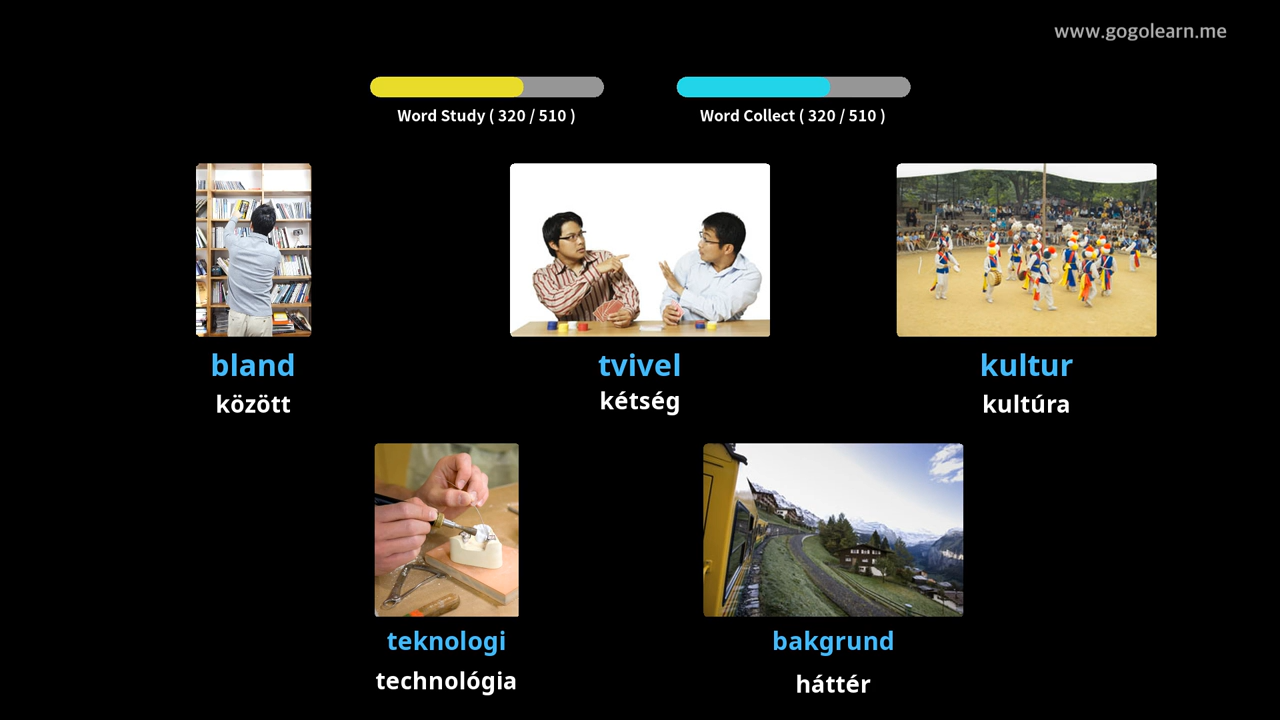 www.gogolearn.me
Word Study ( 320 / 510 )
Word Collect ( 320 / 510 )
bland
között
tvivel
kétség
kultur
kultúra
teknologi
technológia
bakgrund
háttér